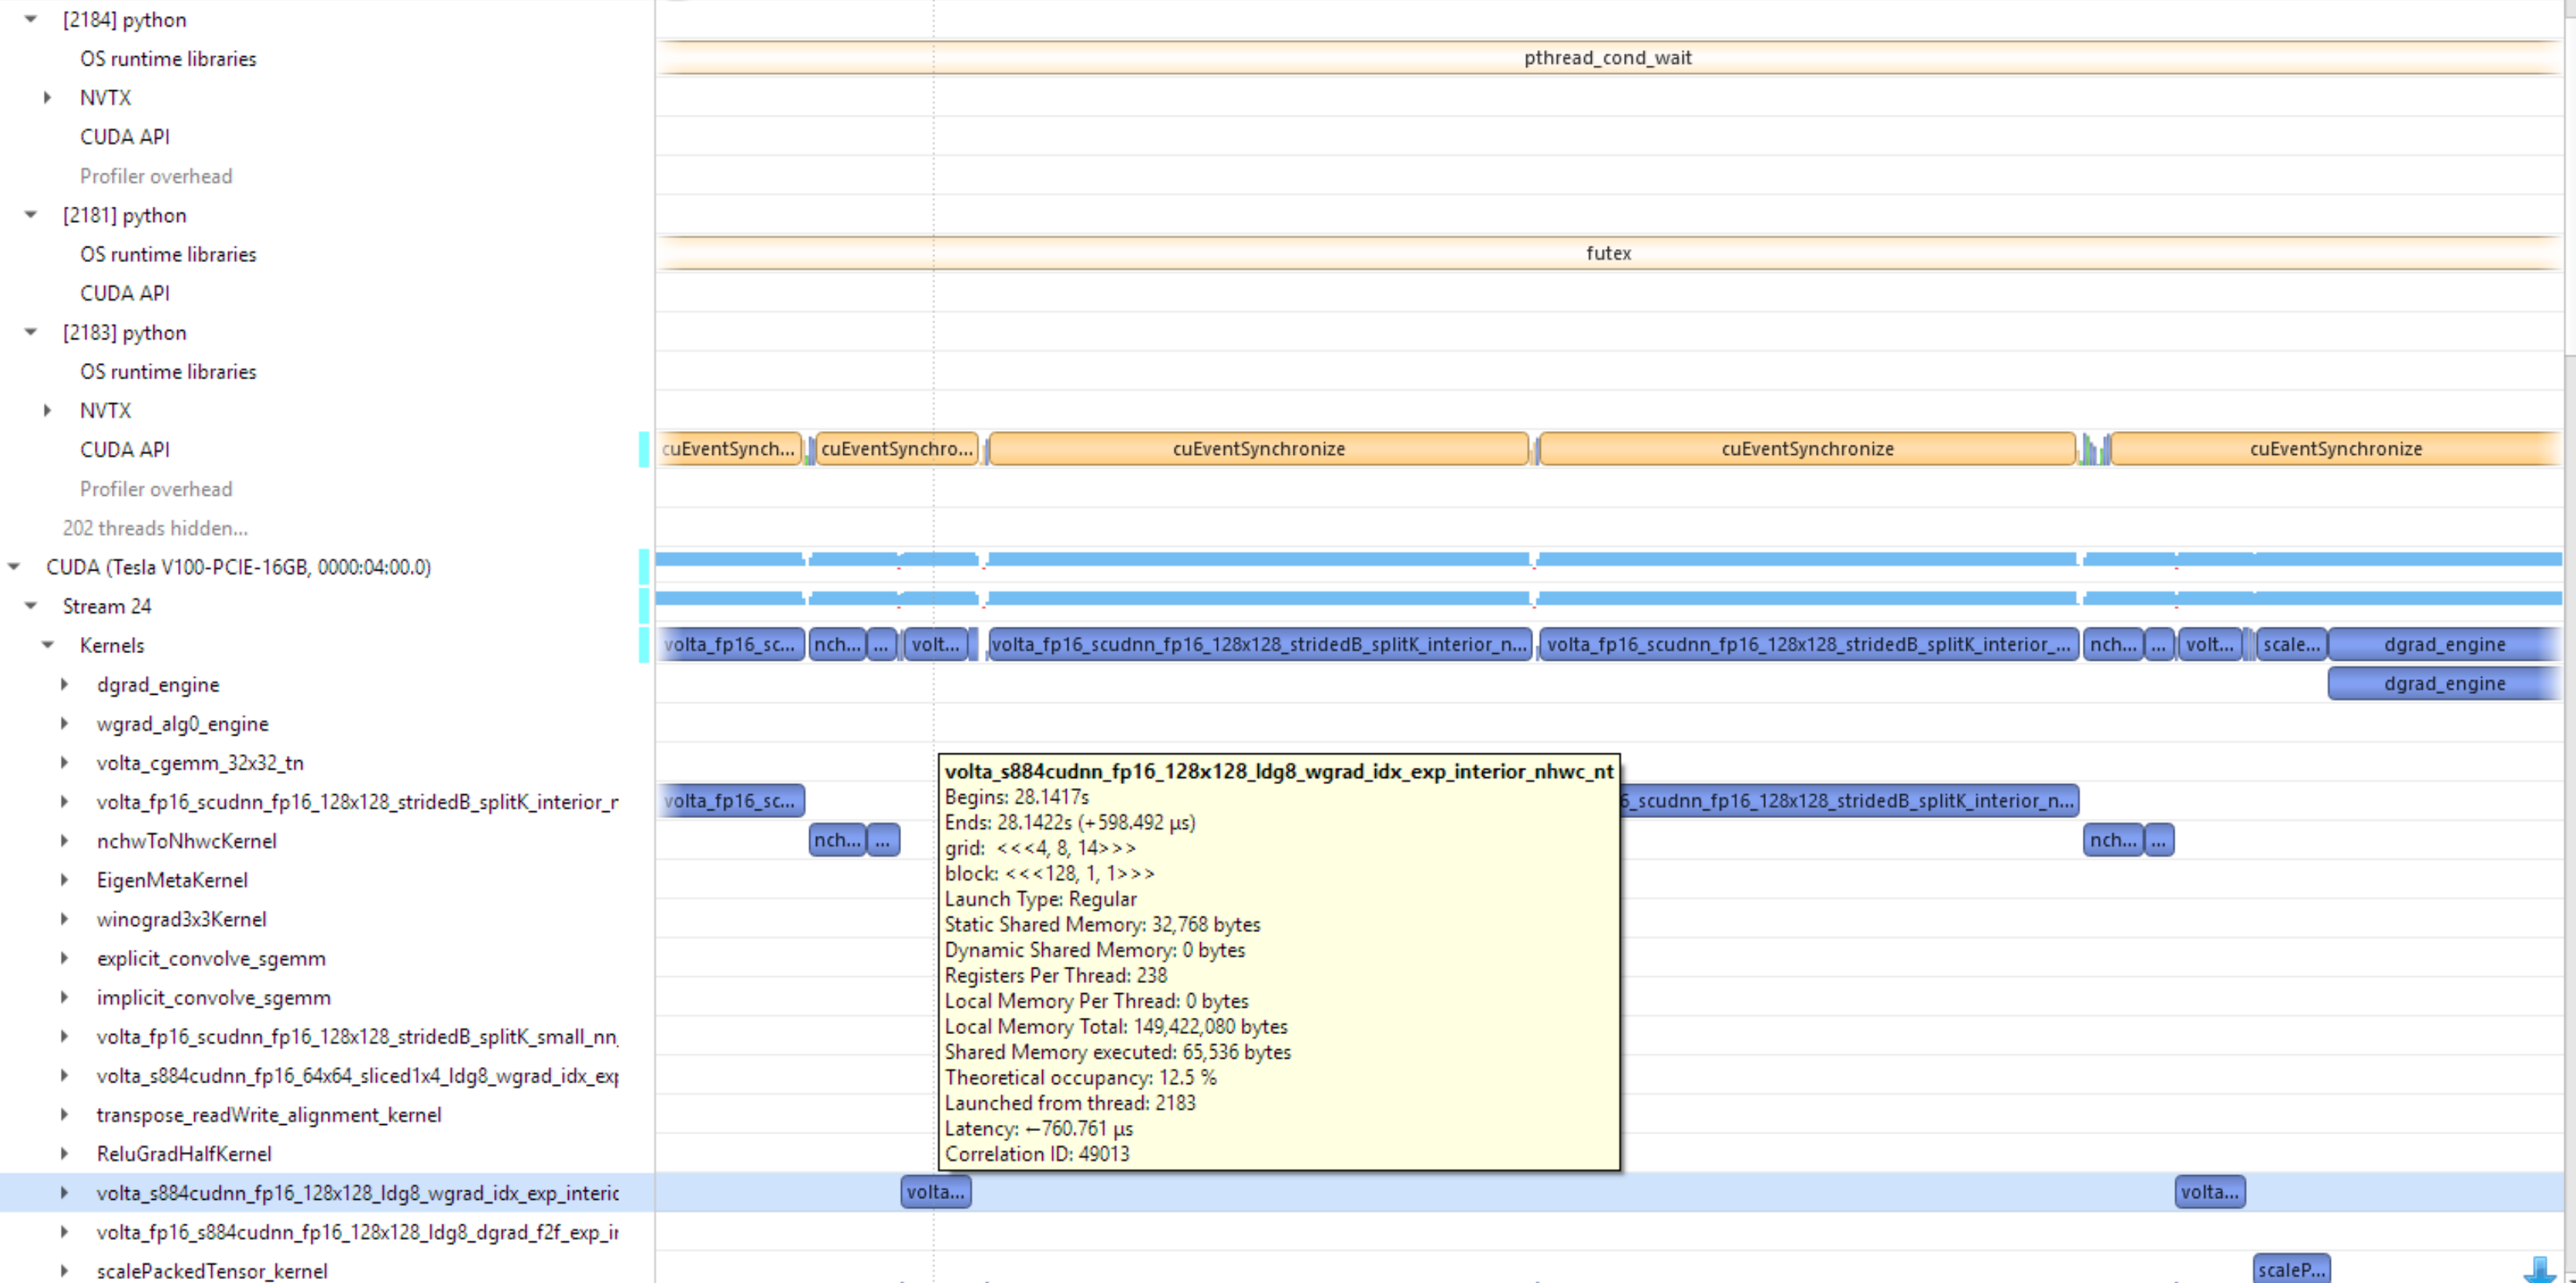 [2184] python
OS runtime libraries
pthread_cond_wait
NVTX
CUDA API
Profiler overhead
[2181] python
OS runtime libraries
futex
CUDA API
[2183] python
OS runtime libraries
NVTX
CUDA API
cuEventSynch... cuEventSynchro... cuEventSynchronize cuEventSynchronize cuEventSynchronize
Profiler overhead
202 threads hidden...
CUDA (Tesla V100-PCIE-16GB, 0000:04:00.0)
Stream 24
Kernels
volta_fp16_sc... nch... ... volt... volta_fp16_scudnn_fp16_128x128_stridedB_splitK_interior_n... volta_fp16_scudnn_fp16_128x128_stridedB_splitK_interior_... nch... ... volt... scale... dgrad_engine
dgrad_engine
dgrad_engine
wgrad_alg0_engine
volta_cgemm_32x32_tn
volta_fp16_scudnn_fp16_128x128_stridedB_splitK_interior_r
volta_fp16_sc... 6_scudnn_fp16_128x128_stridedB_splitK_interior_n...
nchwToNhwcKernel
nch... ... nch... ...
EigenMetaKernel
winograd3x3Kernel
explicit_convolve_sgemm
implicit_convolve_sgemm
volta_fp16_scudnn_fp16_128x128_stridedB_splitK_small_nn_
volta_s884cudnn_fp16_64x64_sliced1x4_ldg8_wgrad_idx_exp
transpose_readWrite_alignment_kernel
ReluGradHalfKernel
volta_s884cudnn_fp16_128x128_ldg8_wgrad_idx_exp_interic
volta... volta...
volta_fp16_s884cudnn_fp16_128x128_ldg8_dgrad_f2f_exp_ir
scalePackedTensor_kernel
scaleP...
volta_s884cudnn_fp16_128x128_ldg8_wgrad_idx_exp_interior_nhwc_nt
Begins: 28.1417s
Ends: 28.1422s (+598.492 μs)
grid: <<<4, 8, 14>>>
block: <<<128, 1, 1>>>
Launch Type: Regular
Static Shared Memory: 32,768 bytes
Dynamic Shared Memory: 0 bytes
Registers Per Thread: 238
Local Memory Per Thread: 0 bytes
Local Memory Total: 149,422,080 bytes
Shared Memory executed: 65,536 bytes
Theoretical occupancy: 12.5 %
Launched from thread: 2183
Latency: ←760.761 μs
Correlation ID: 49013